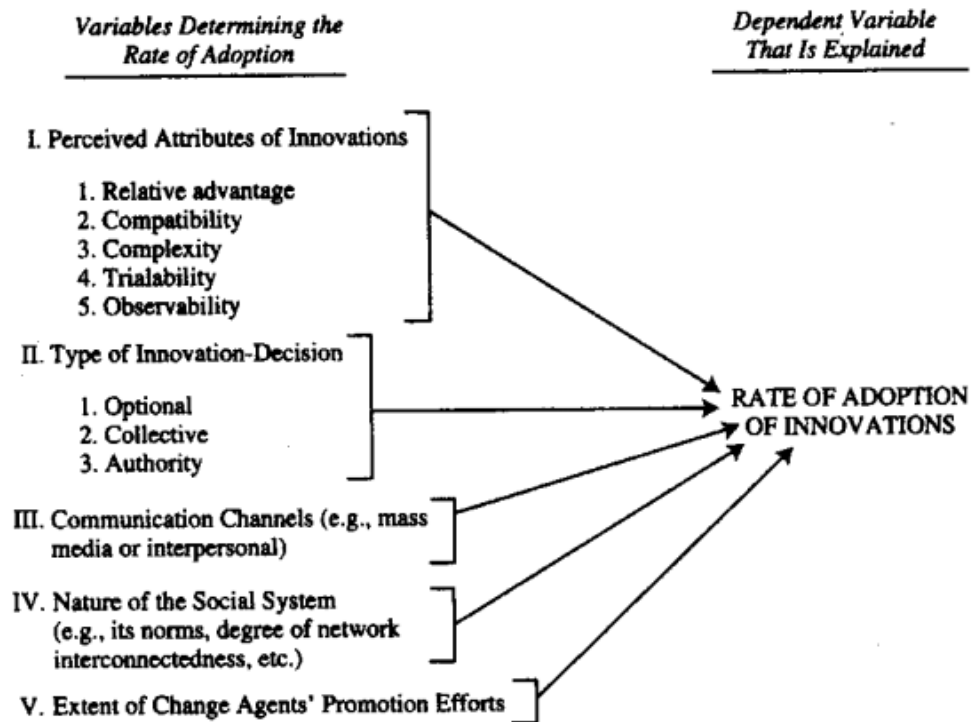 Variables Determining the
Rate of Adoption
Dependent Variable
That Is Explained
I. Perceived Attributes of Innovations
1. Relative advantage
2. Compatibility
3. Complexity
4. Trialability
5. Observability
II. Type of Innovation-Decision
1. Optional
2. Collective
3. Authority
RATE OF ADOPTION
OF INNOVATIONS
III. Communication Channels (e.g., mass
media or interpersonal)
IV. Nature of the Social System
(e.g., its norms, degree of network
interconnectedness, etc.)
V. Extent of Change Agents' Promotion Efforts